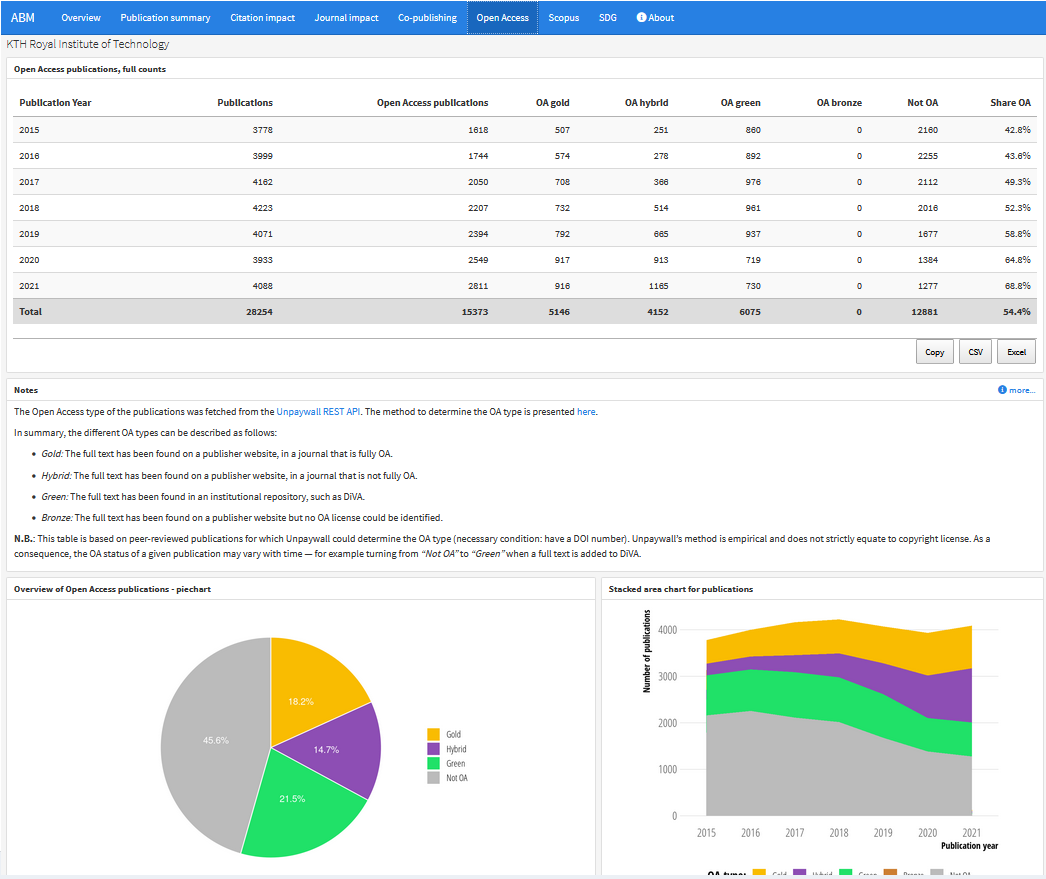 ABM Overview Publication summary Citation impact Journal impact Co-publishing Open Access Scopus SDG About
KTH Royal Institute of Technology
Open Access publications, full counts
Publication Year Publications Open Access publications OA gold OA hybrid OA green OA bronze Not OA Share OA
2015 3778 1618 507 251 860 0 2160 42.8%
2016 3999 1744 574 278 892 0 2255 43.6%
2017 4162 2050 708 366 976 0 2112 49.3%
2018 4223 2207 732 514 961 0 2016 52.3%
2019 4071 2394 792 665 937 0 1677 58.8%
2020 3933 2549 917 913 719 0 1384 64.8%
2021 4088 2811 916 1165 730 0 1277 68.8%
Total 28254 15373 5146 4152 6075 0 12881 54.4%
Copy CSV Excel
Notes more...
The Open Access type of the publications was fetched from the Unpaywall REST API. The method to determine the OA type is presented here.
In summary, the different OA types can be described as follows:
• Gold: The full text has been found on a publisher website, in a journal that is fully OA.
• Hybrid: The full text has been found on a publisher website, in a journal that is not fully OA.
• Green: The full text has been found in an institutional repository, such as DiVA.
• Bronze: The full text has been found on a publisher website but no OA license could be identified.
N.B.: This table is based on peer-reviewed publications for which Unpaywall could determine the OA type (necessary condition: have a DOI number). Unpaywall's method is empirical and does not strictly equate to copyright license. As a
consequence, the OA status of a given publication may vary with time — for example turning from "Not OA" to "Green" when a full text is added to DiVA.
Overview of Open Access publications - piechart
18.2%
45.6%
14.7%
21.5%
Gold
Hybrid
Green
Not OA
Stacked area chart for publications
Number of publications
4000
3000
2000
1000
0
2015 2016 2017 2018 2019 2020 2021
Publication year
OA type: Gold Hybrid Green Bronze Not OA